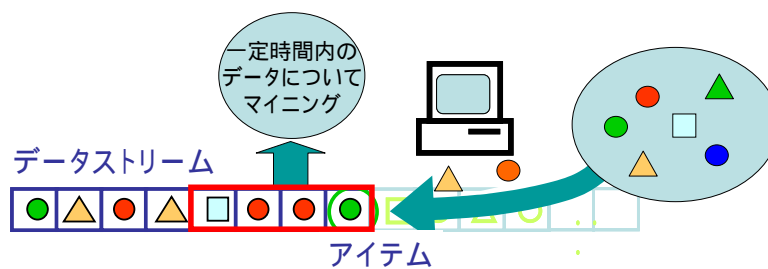 一定時間内の
データについて
マイニング
データストリーム
アイテム